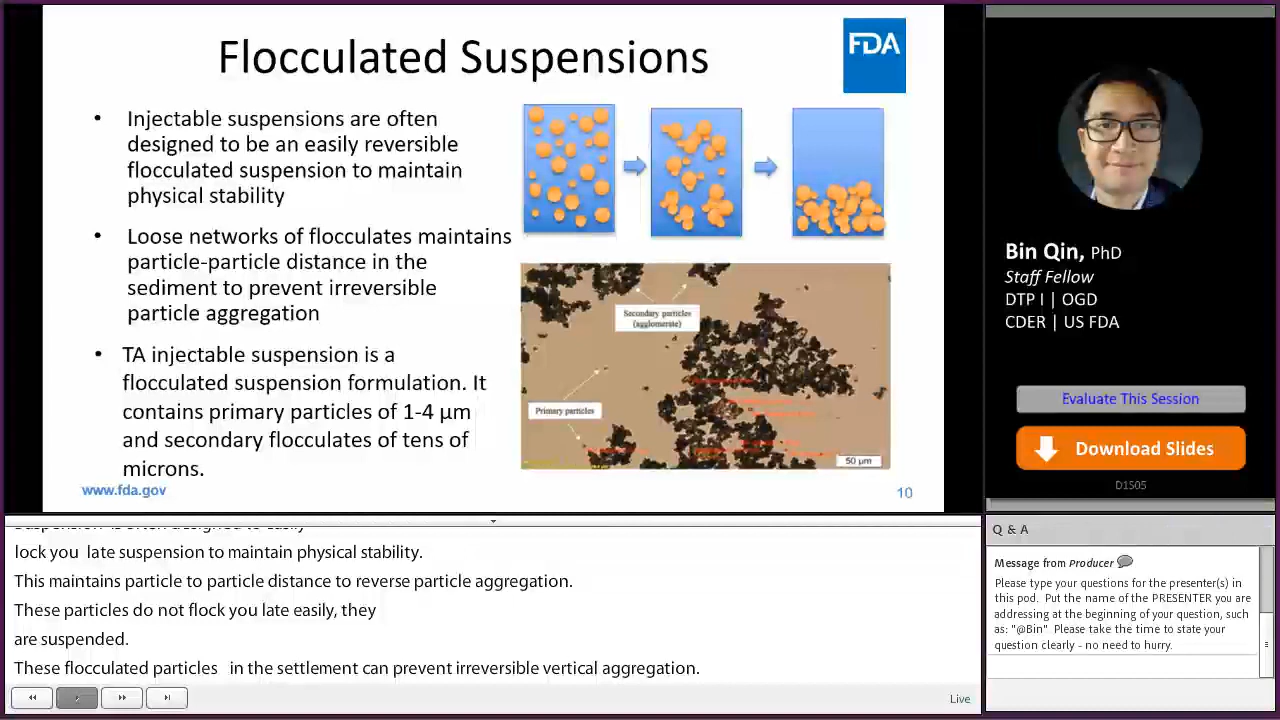 Flocculated Suspensions
FDA
• Injectable suspensions are often
designed to be an easily reversible
flocculated suspension to maintain
physical stability
• Loose networks of flocculates maintains
particle-particle distance in the
sediment to prevent irreversible
particle aggregation
• TA injectable suspension is a
flocculated suspension formulation. It
contains primary particles of 1-4 µm
and secondary flocculates of tens of
microns.
Secondary particles
(agglomerate)
Primary particles
50 µm
www.fda.gov
10
Bin Qin, PhD
Staff Fellow
DTP I | OGD
CDER | US FDA
Evaluate This Session
Download Slides
D1S05
lock you late suspension to maintain physical stability.
This maintains particle to particle distance to reverse particle aggregation.
These particles do not flock you late easily, they
are suspended.
These flocculated particles in the settlement can prevent irreversible vertical aggregation.
Live
Q & A
Message from Producer
Please type your questions for the presenter(s) in
this pod. Put the name of the PRESENTER you are
addressing at the beginning of your question, such
as: "@Bin" Please take the time to state your
question clearly - no need to hurry.